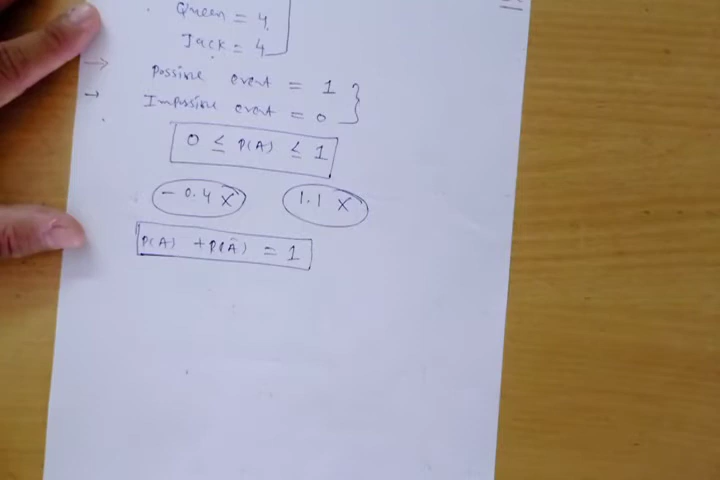 Queen = 4
Jack = 4
→ Possible event = 1
→ Impossible event = 0
0 ≤ P(A) ≤ 1
- 0.4 X 1.1 X
P(A) + P(Ā) = 1